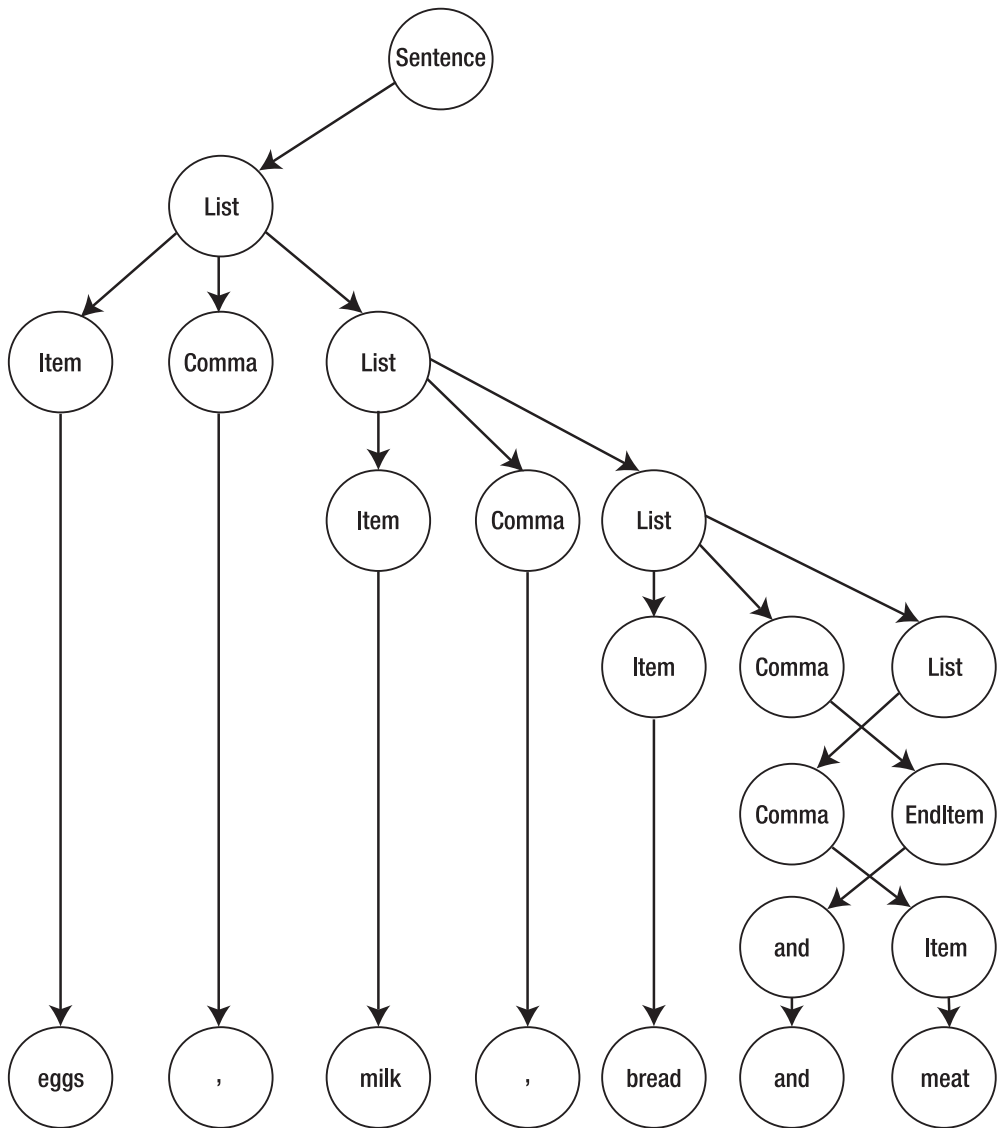 Sentence
List
Item
Comma
List
Item
Comma
List
Item
Comma
List
Comma
EndItem
and
Item
eggs
,
milk
,
bread
and
meat